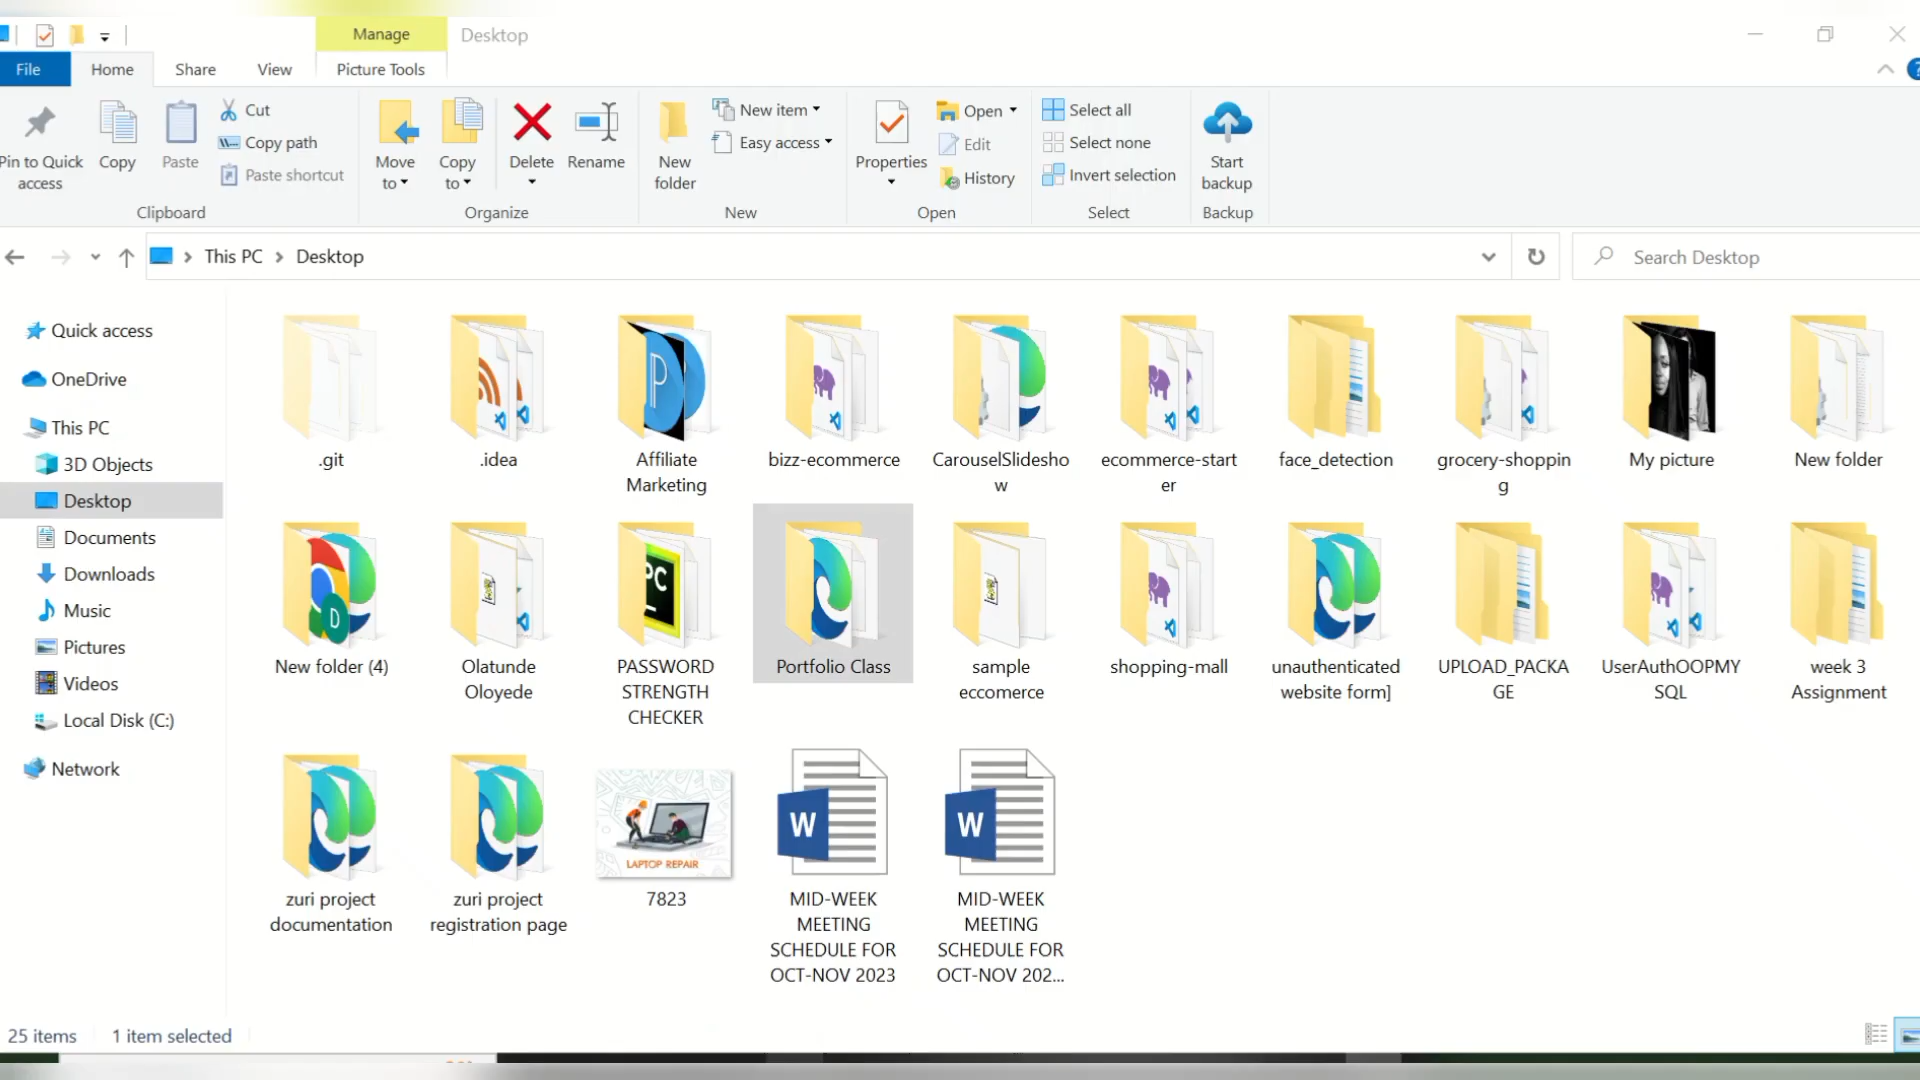 Manage
Desktop
File
Home
Share
View
Picture Tools
Pin to Quick
access
Copy
Paste
Cut
Copy path
Paste shortcut
Clipboard
Move
to
Copy
to
Delete
Rename
Organize
New
folder
New item
Easy access
New
Properties
Open
Edit
History
Open
Select all
Select none
Invert selection
Select
Start
backup
Backup
This PC
Desktop
Search Desktop
Quick access
OneDrive
This PC
3D Objects
Desktop
Documents
Downloads
Music
Pictures
Videos
Local Disk (C:)
Network
.git
.idea
Affiliate
Marketing
bizz-ecommerce
CarouselSlidesho
w
ecommerce-start
er
face_detection
grocery-shoppin
g
My picture
New folder
New folder (4)
Olatunde
Oloyede
PASSWORD
STRENGTH
CHECKER
Portfolio Class
sample
eccomerce
shopping-mall
unauthenticated
website form]
UPLOAD_PACKA
GE
UserAuthOOPMY
SQL
week 3
Assignment
zuri project
documentation
zuri project
registration page
LAPTOP REPAIR
7823
MID-WEEK
MEETING
SCHEDULE FOR
OCT-NOV 2023
MID-WEEK
MEETING
SCHEDULE FOR
OCT-NOV 202...
25 items
1 item selected